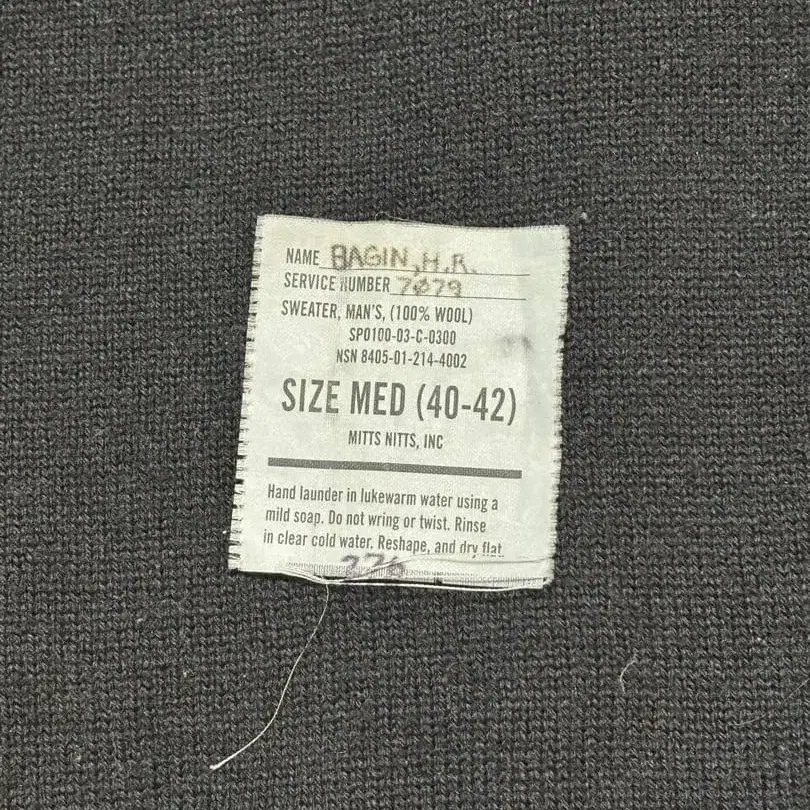 NAME BAGIN, H.R.
SERVICE NUMBER 7079
SWEATER, MAN'S, (100% WOOL)
SPO100-03-C-0300
NSN 8405-01-214-4002
SIZE MED (40-42)
MITTS NITTS, INC
Hand launder in lukewarm water using a
mild soap. Do not wring or twist. Rinse
in clear cold water. Reshape, and dry flat
276